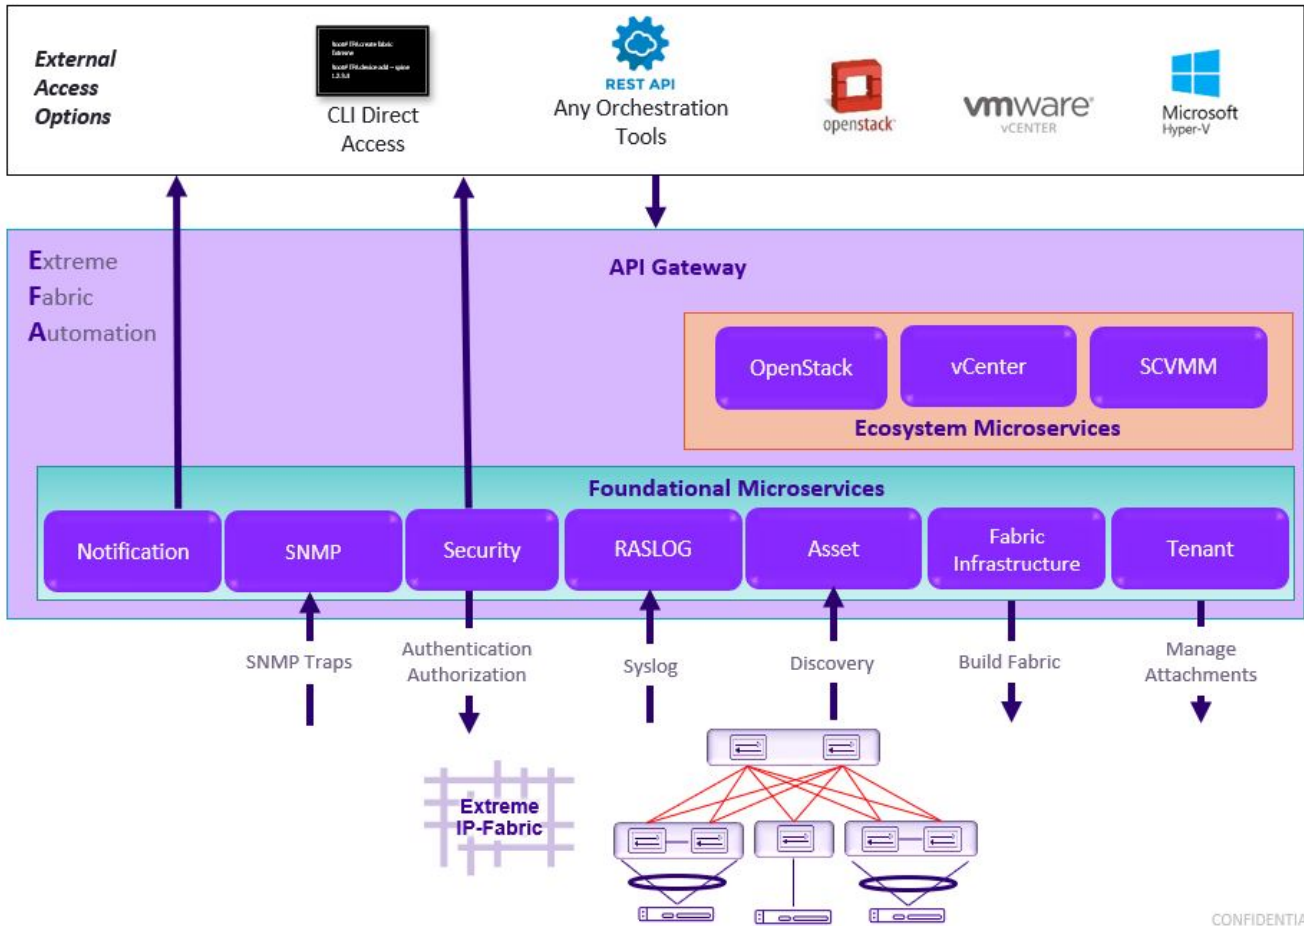 External
Access
Options
CLI Direct
Access
REST API
Any Orchestration
Tools
openstack
vmware®
vCENTER
Microsoft
Hyper-V
Extreme
Fabric
Automation
API Gateway
OpenStack
vCenter
SCVMM
Ecosystem Microservices
Foundational Microservices
Notification
SNMP
Security
RASLOG
Asset
Fabric
Infrastructure
Tenant
SNMP Traps
Authentication
Authorization
Syslog
Discovery
Build Fabric
Manage
Attachments
Extreme
IP-Fabric